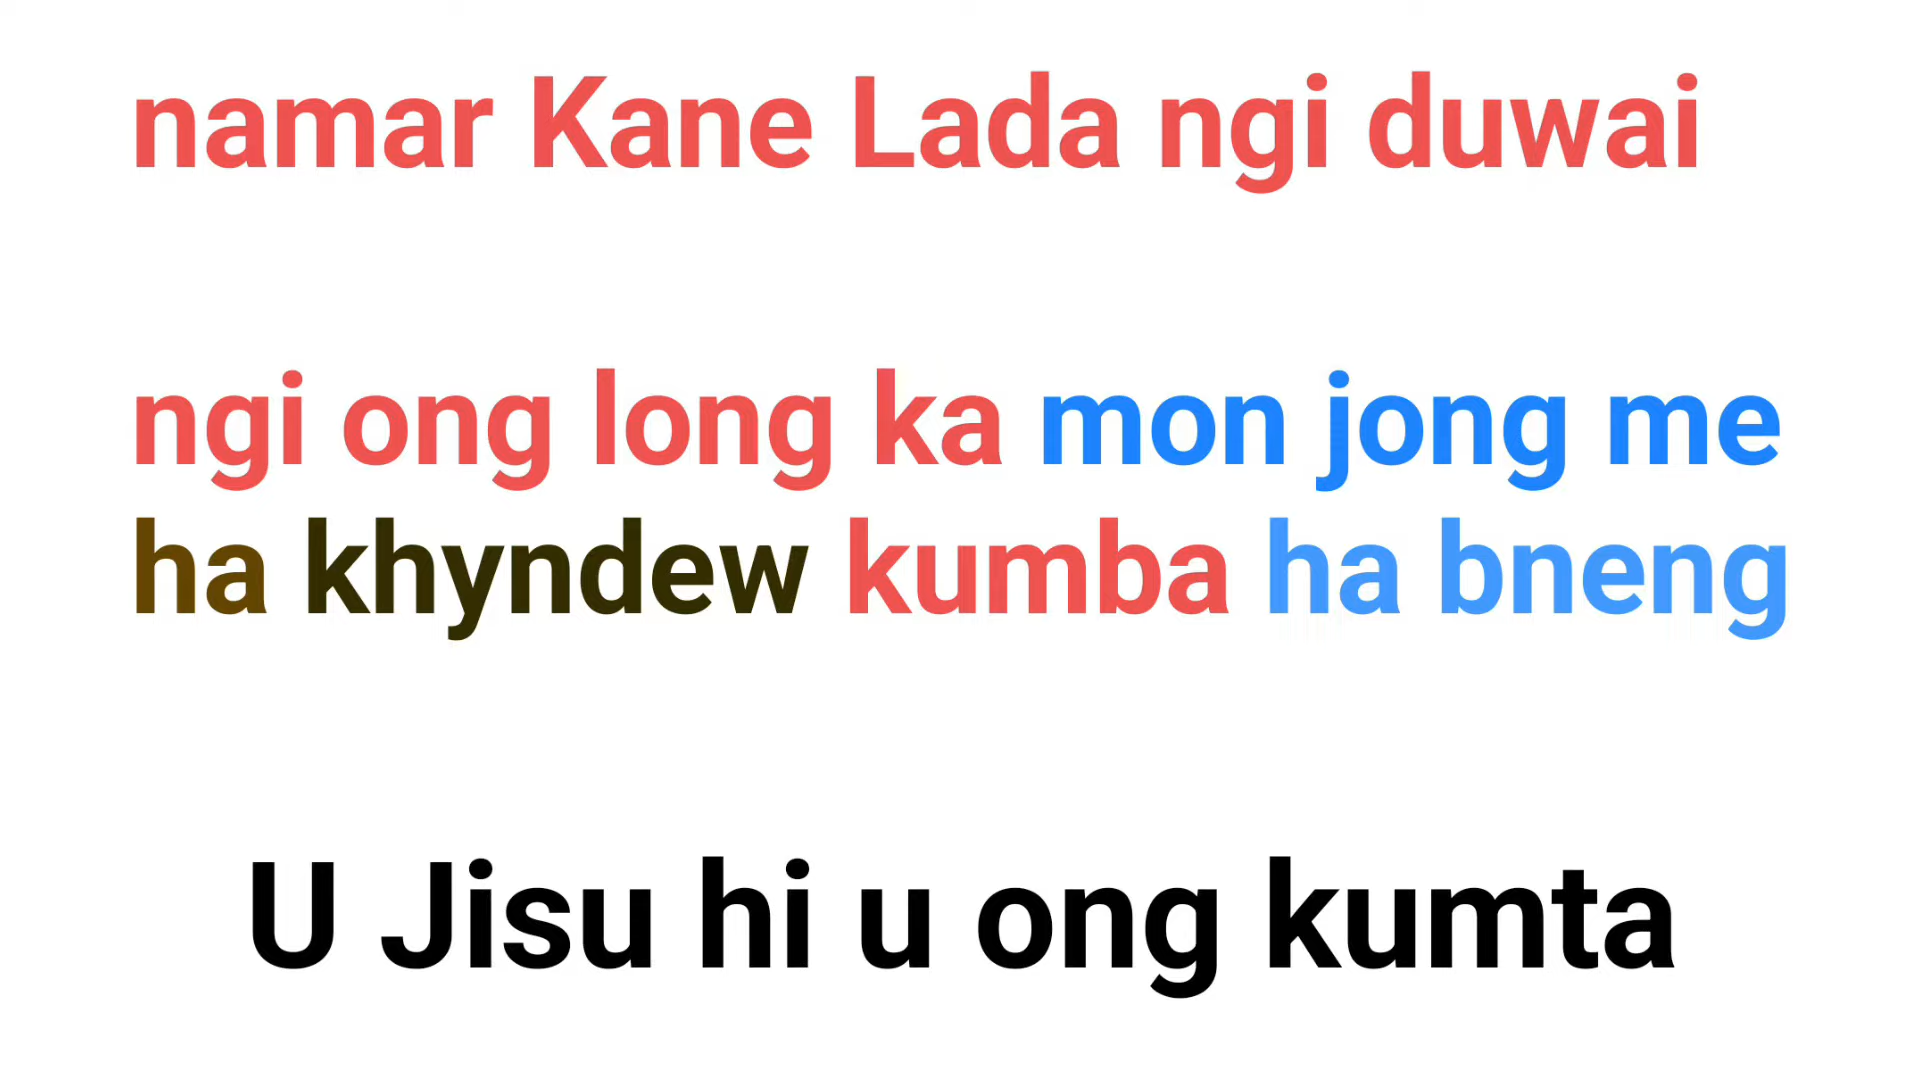 namar Kane Lada ngi duwai
ngi ong long ka mon jong me
ha khyndew kumba ha bneng
U Jisu hi u ong kumta